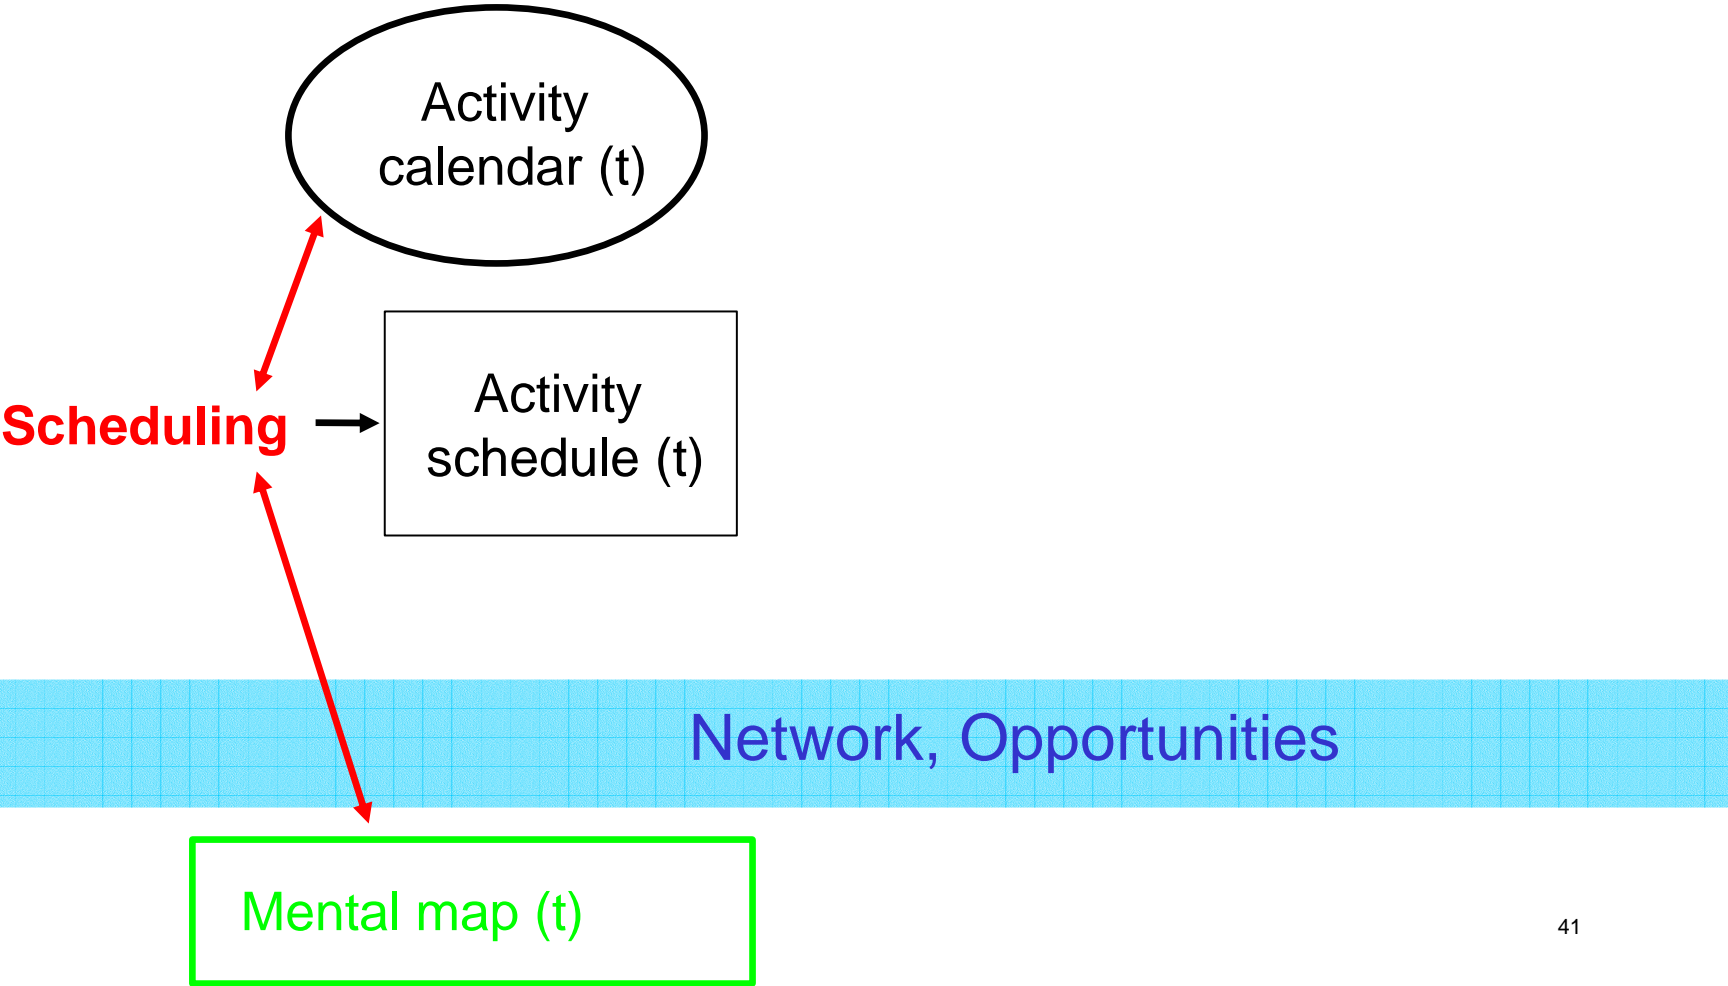 Activity
calendar (t)
Activity
schedule (t)
Scheduling
Network, Opportunities
Mental map (t)
41